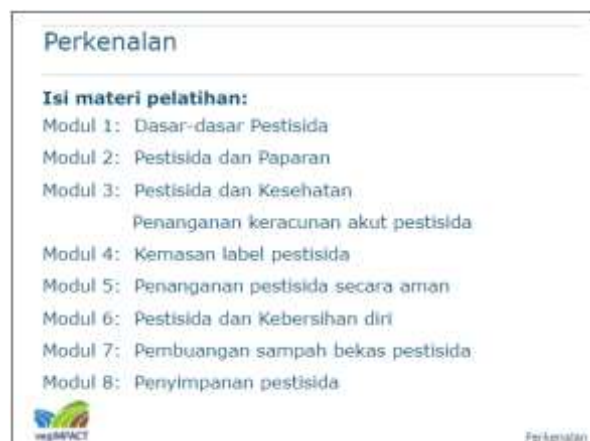 Perkenalan
Isi materi pelatihan:
Modul 1: Dasar-dasar Pestisida
Modul 2: Pestisida dan Paparan
Modul 3: Pestisida dan Kesehatan
Penanganan keracunan akut pestisida
Modul 4: Kemasan label pestisida
Modul 5: Penanganan pestisida secara aman
Modul 6: Pestisida dan Kebersihan diri
Modul 7: Pembuangan sampah bekas pestisida
Modul 8: Penyimpanan pestisida
vegIMPACT
Perkenalan